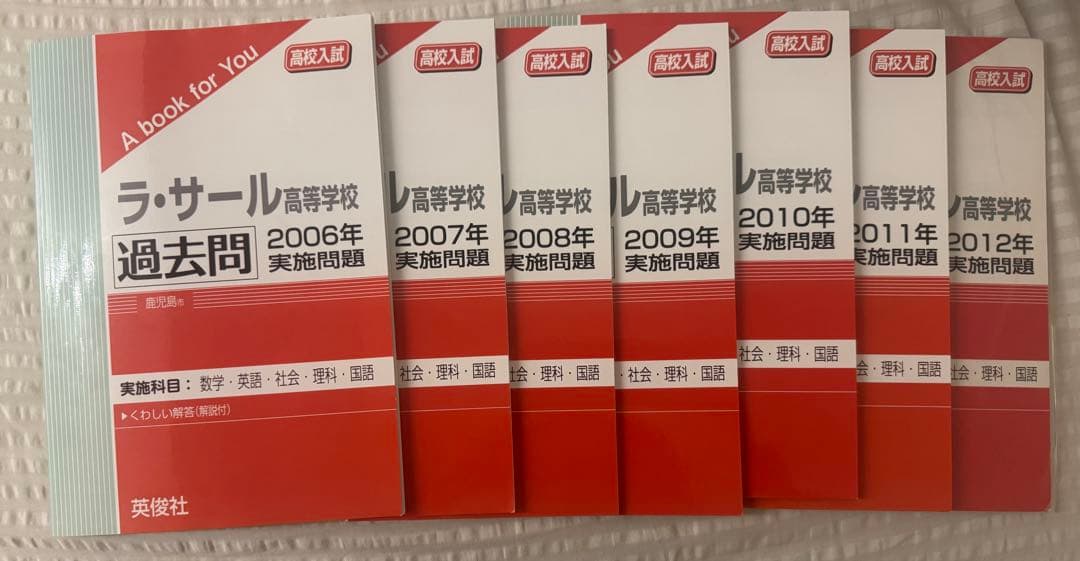 A book for You
高校入試
ラ・サール高等学校
過去問
2006年
実施問題
鹿児島市
実施科目：数学・英語・社会・理科・国語
▶くわしい解答(解説付)
英俊社
高校入試
ル高等学校
2007年
実施問題
社会・理科・国語
高校入試
高等学校
2008年
実施問題
社会・理科・国語
高校入試
ル高等学校
2009年
実施問題
・理科・国語
高校入試
高等学校
2010年
実施問題
社会・理科・国語
高校入試
高等学校
2011年
実施問題
会・理科・国語
高校入試
高等学校
2012年
実施問題
会・理科・国語